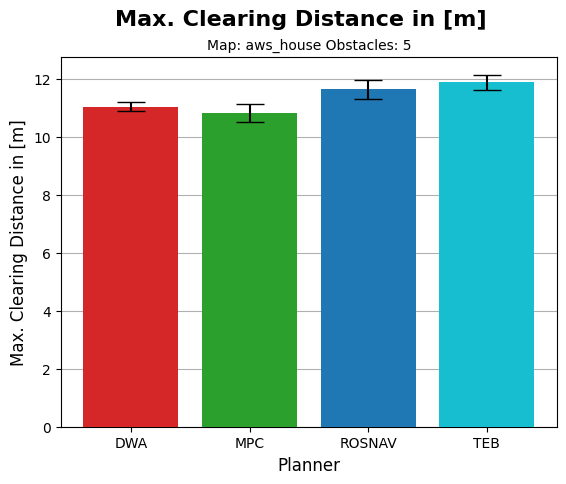 Max. Clearing Distance in [m]
Map: aws_house Obstacles: 5
Max. Clearing Distance in [m]
12
10
8
6
4
2
0
DWA MPC ROSNAV TEB
Planner